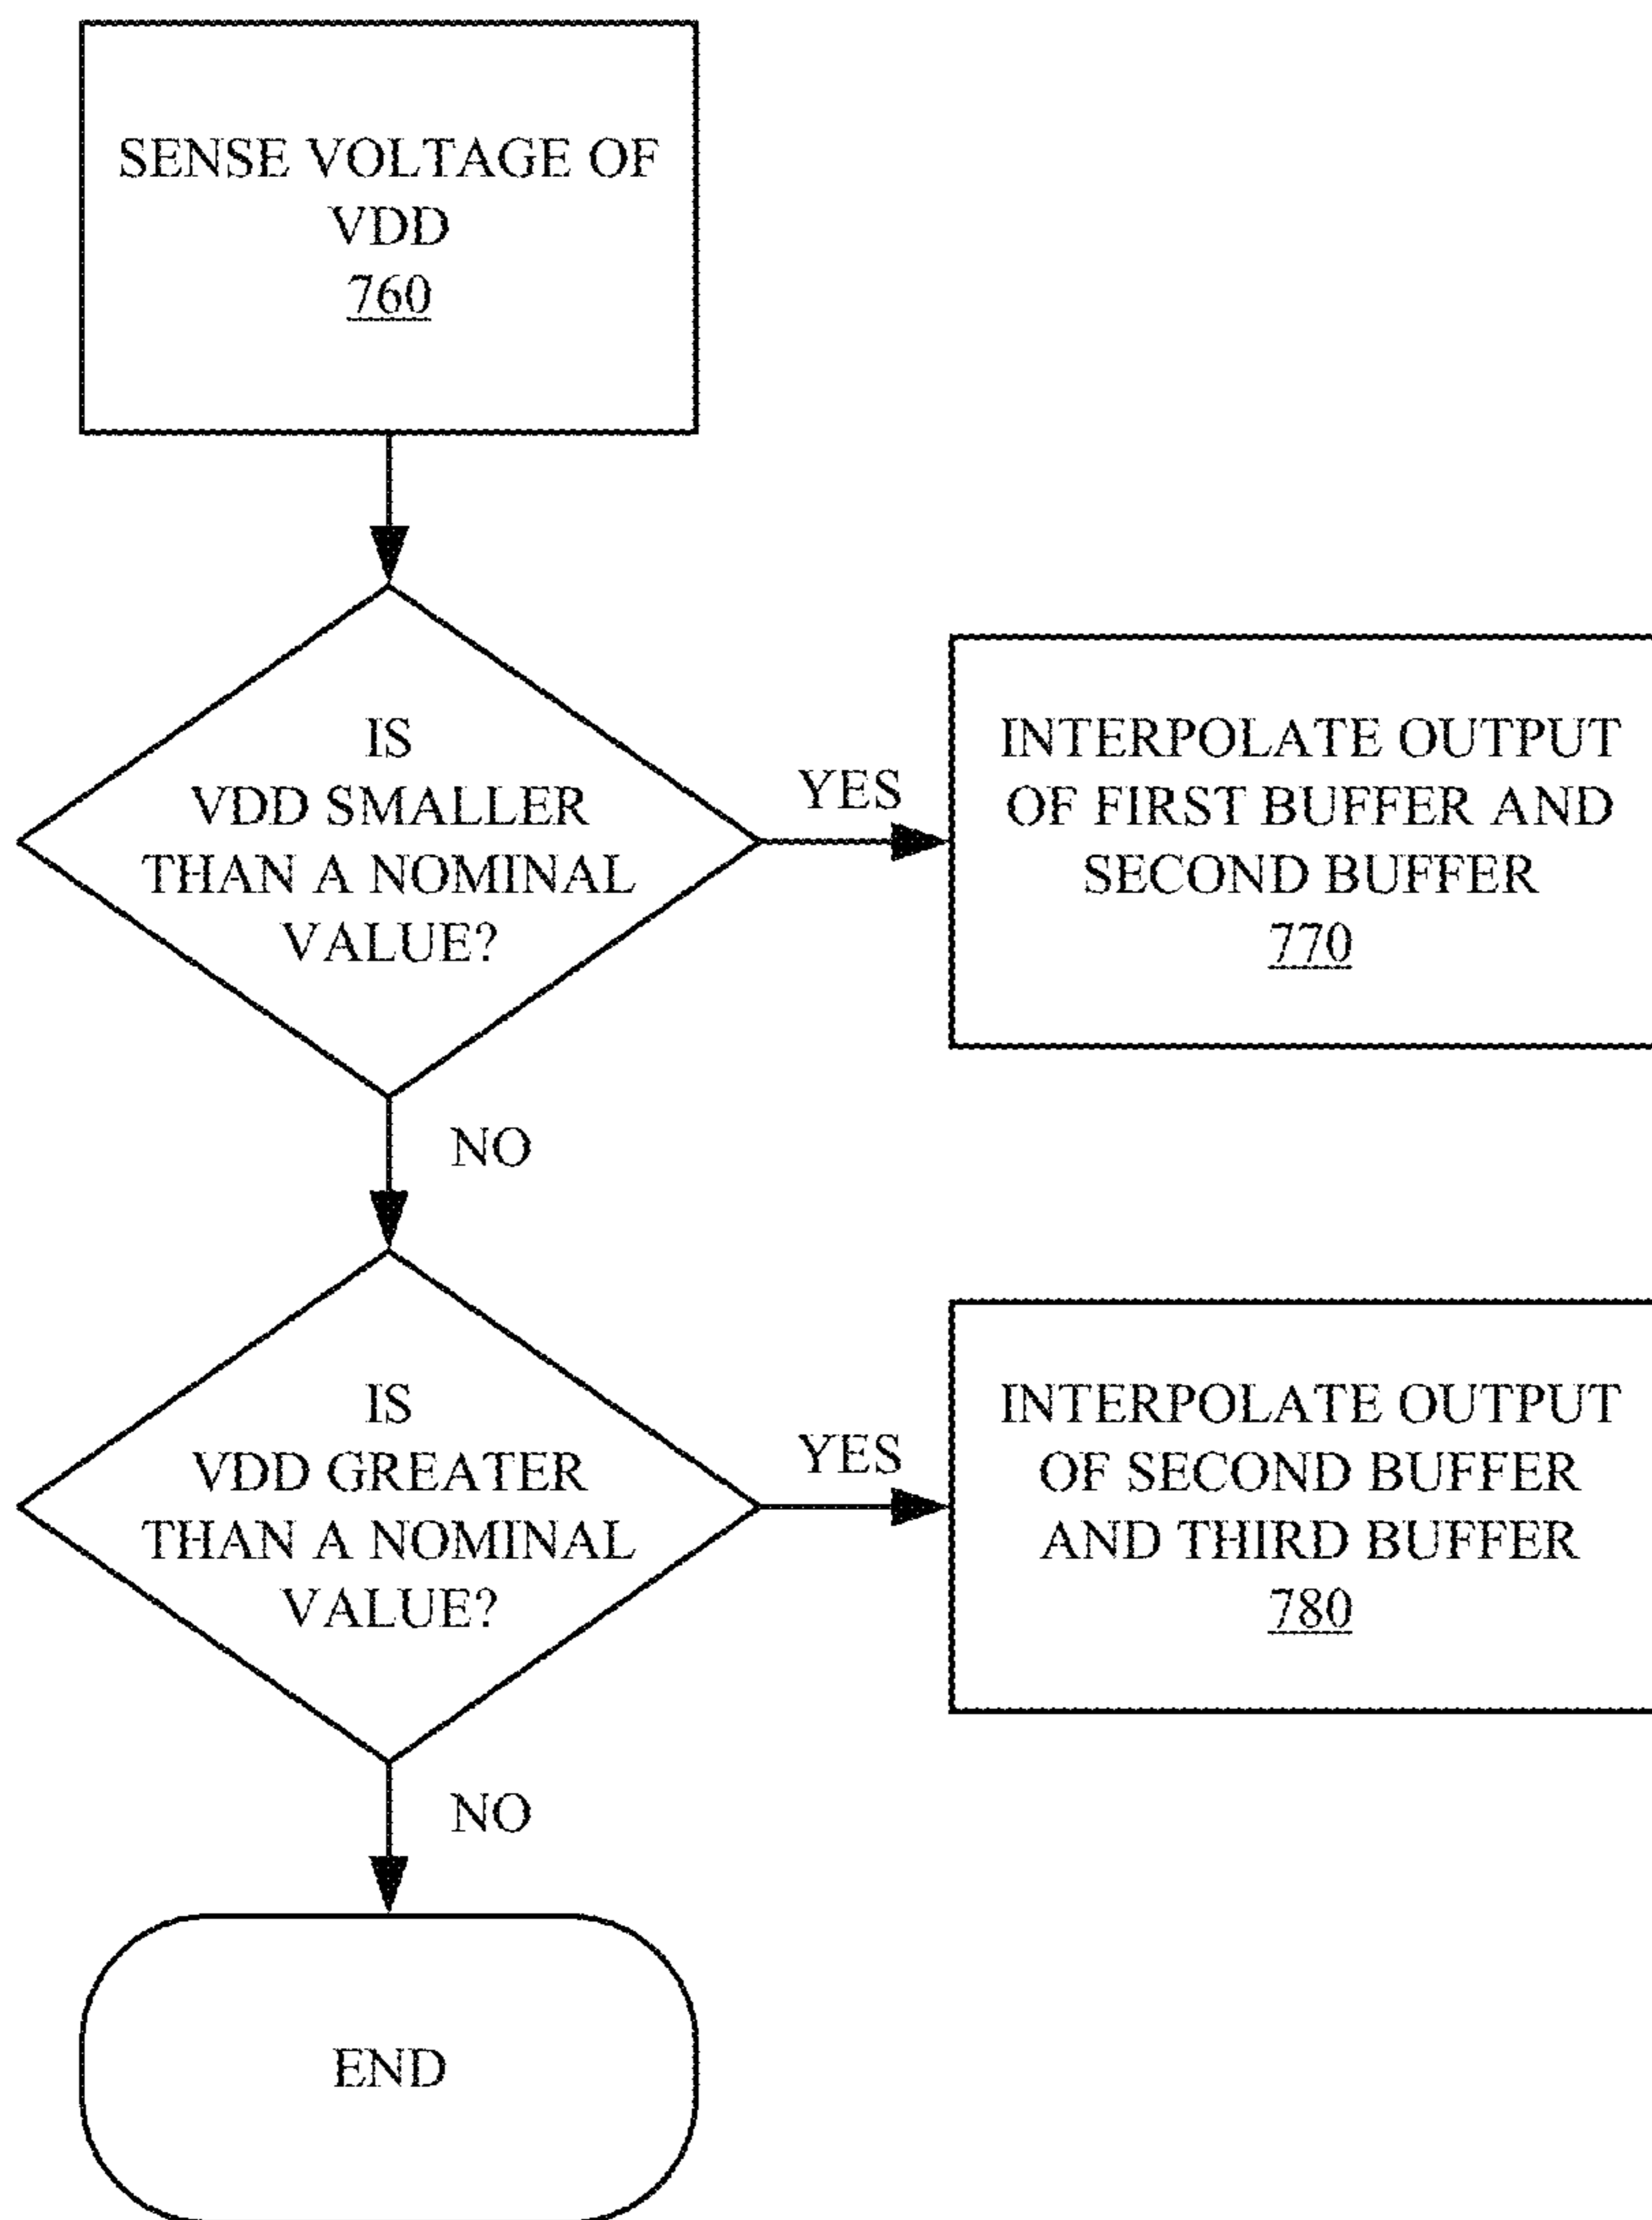 SENSE VOLTAGE OF
VDD
760
IS
VDD SMALLER
THAN A NOMINAL
VALUE?
YES
INTERPOLATE OUTPUT
OF FIRST BUFFER AND
SECOND BUFFER
770
NO
IS
VDD GREATER
THAN A NOMINAL
VALUE?
YES
INTERPOLATE OUTPUT
OF SECOND BUFFER
AND THIRD BUFFER
780
NO
END